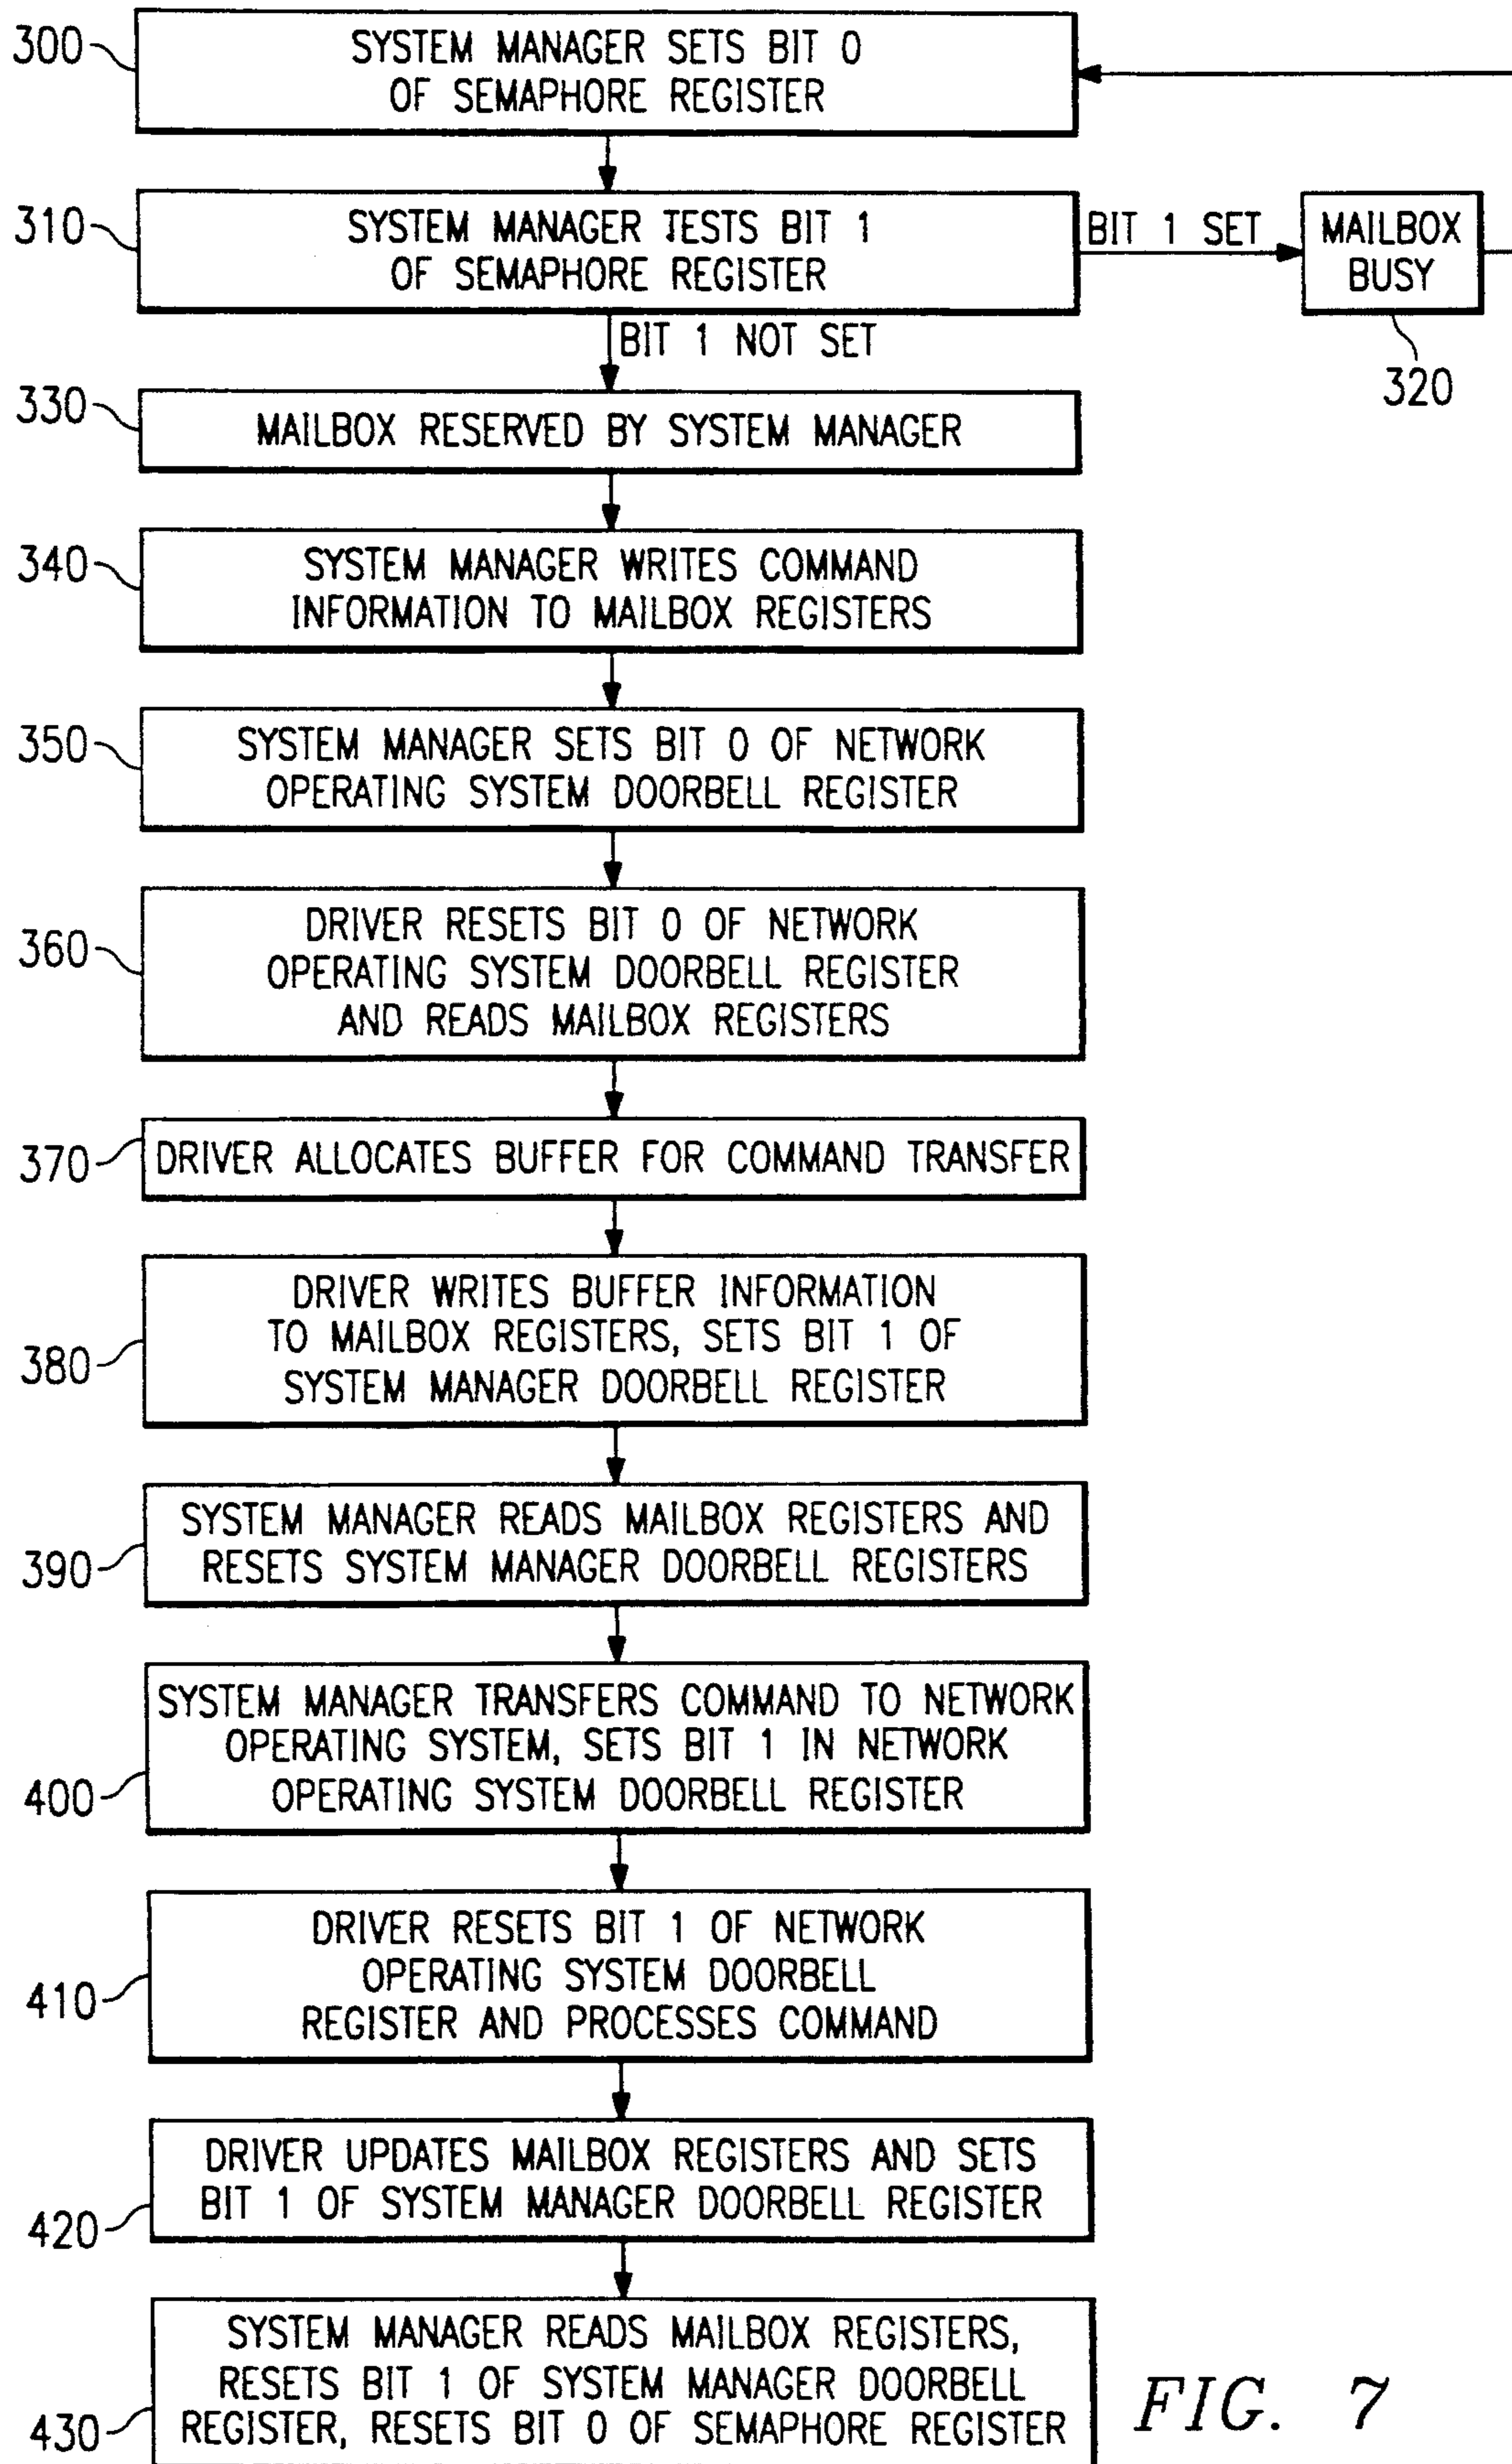 300
SYSTEM MANAGER SETS BIT 0
OF SEMAPHORE REGISTER
310
SYSTEM MANAGER TESTS BIT 1
OF SEMAPHORE REGISTER
BIT 1 SET
MAILBOX
BUSY
320
BIT 1 NOT SET
330
MAILBOX RESERVED BY SYSTEM MANAGER
340
SYSTEM MANAGER WRITES COMMAND
INFORMATION TO MAILBOX REGISTERS
350
SYSTEM MANAGER SETS BIT 0 OF NETWORK
OPERATING SYSTEM DOORBELL REGISTER
360
DRIVER RESETS BIT 0 OF NETWORK
OPERATING SYSTEM DOORBELL REGISTER
AND READS MAILBOX REGISTERS
370
DRIVER ALLOCATES BUFFER FOR COMMAND TRANSFER
380
DRIVER WRITES BUFFER INFORMATION
TO MAILBOX REGISTERS, SETS BIT 1 OF
SYSTEM MANAGER DOORBELL REGISTER
390
SYSTEM MANAGER READS MAILBOX REGISTERS AND
RESETS SYSTEM MANAGER DOORBELL REGISTERS
400
SYSTEM MANAGER TRANSFERS COMMAND TO NETWORK
OPERATING SYSTEM, SETS BIT 1 IN NETWORK
OPERATING SYSTEM DOORBELL REGISTER
410
DRIVER RESETS BIT 1 OF NETWORK
OPERATING SYSTEM DOORBELL
REGISTER AND PROCESSES COMMAND
420
DRIVER UPDATES MAILBOX REGISTERS AND SETS
BIT 1 OF SYSTEM MANAGER DOORBELL REGISTER
430
SYSTEM MANAGER READS MAILBOX REGISTERS,
RESETS BIT 1 OF SYSTEM MANAGER DOORBELL
REGISTER, RESETS BIT 0 OF SEMAPHORE REGISTER
FIG. 7